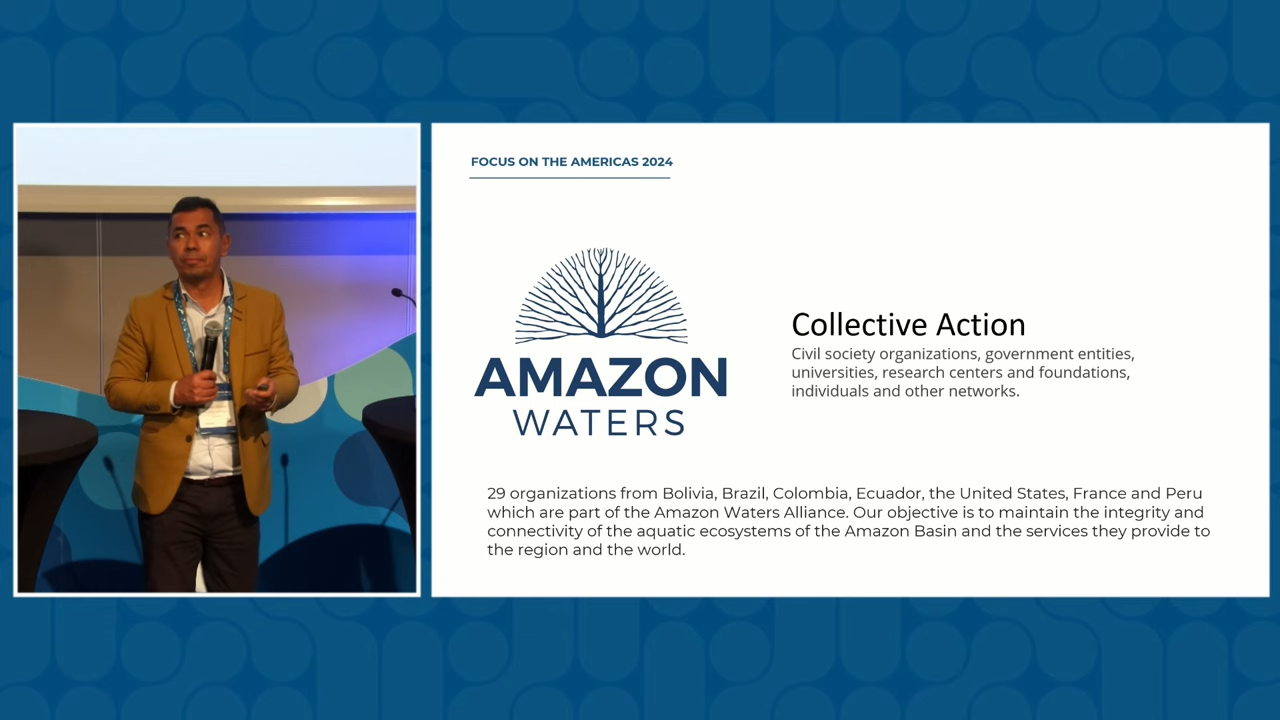 FOCUS ON THE AMERICAS 2024
AMAZON
WATERS
Collective Action
Civil society organizations, government entities,
universities, research centers and foundations,
individuals and other networks.
29 organizations from Bolivia, Brazil, Colombia, Ecuador, the United States, France and Peru
which are part of the Amazon Waters Alliance. Our objective is to maintain the integrity and
connectivity of the aquatic ecosystems of the Amazon Basin and the services they provide to
the region and the world.